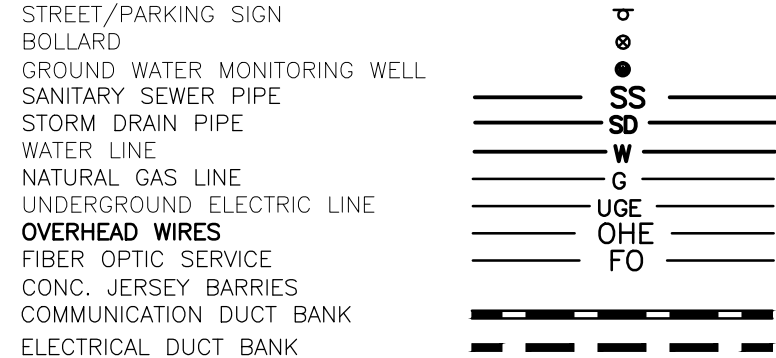 STREET/PARKING SIGN
BOLLARD
GROUND WATER MONITORING WELL
SANITARY SEWER PIPE SS
STORM DRAIN PIPE SD
WATER LINE W
NATURAL GAS LINE G
UNDERGROUND ELECTRIC LINE UGE
OVERHEAD WIRES OHE
FIBER OPTIC SERVICE FO
CONC. JERSEY BARRIES
COMMUNICATION DUCT BANK
ELECTRICAL DUCT BANK